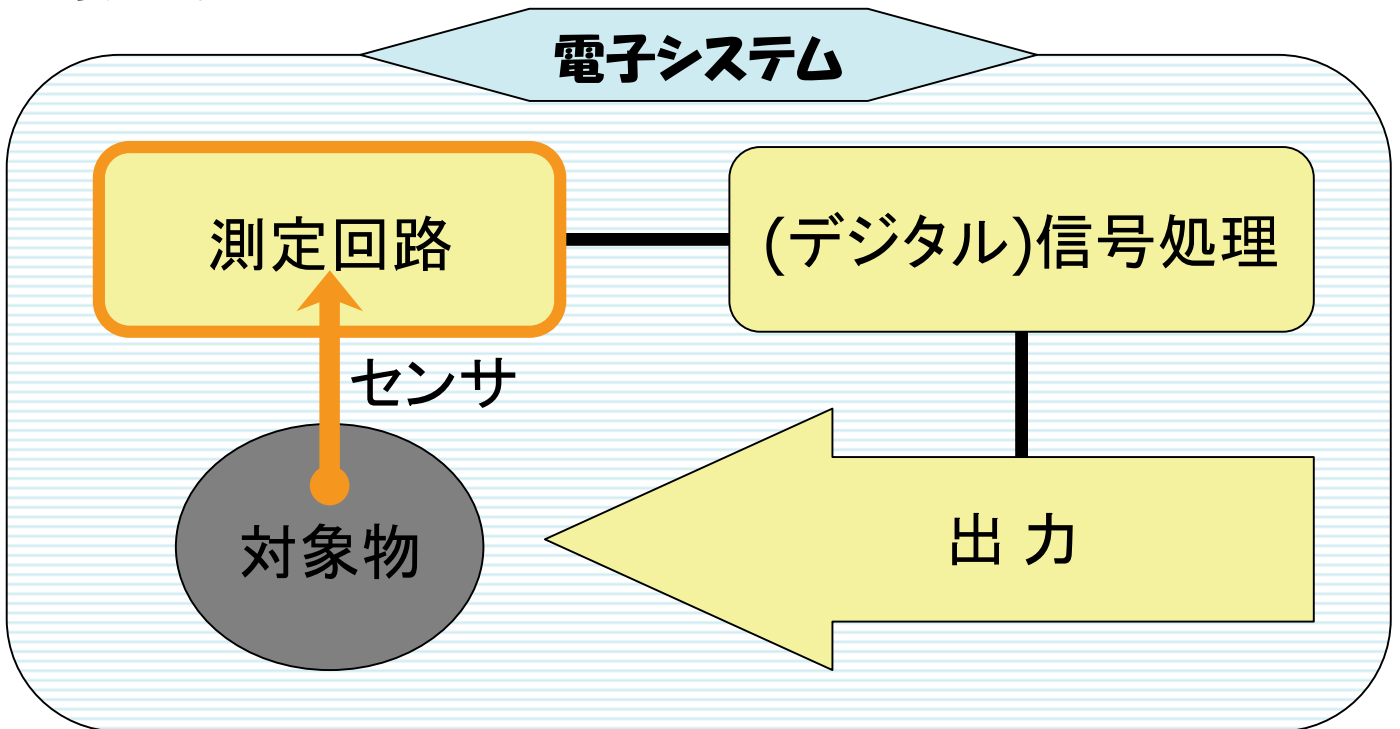 電子システム
測定回路
(デジタル)信号処理
センサ
対象物
出 力